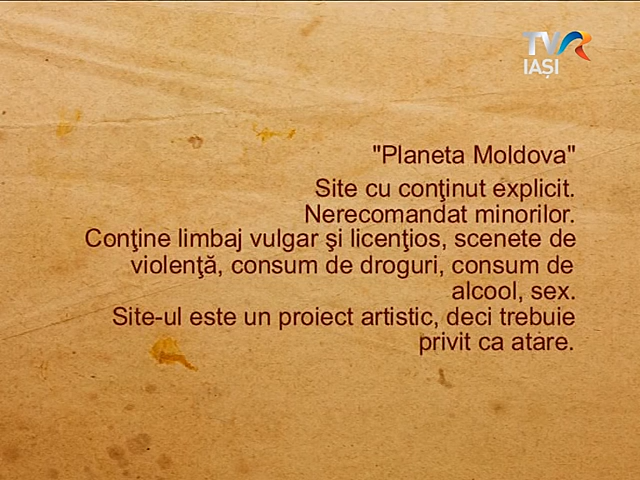 TVR
IAȘI
"Planeta Moldova"
Site cu conţinut explicit.
Nerecomandat minorilor.
Conţine limbaj vulgar şi licenţios, scenete de
violenţă, consum de droguri, consum de
alcool, sex.
Site-ul este un proiect artistic, deci trebuie
privit ca atare.